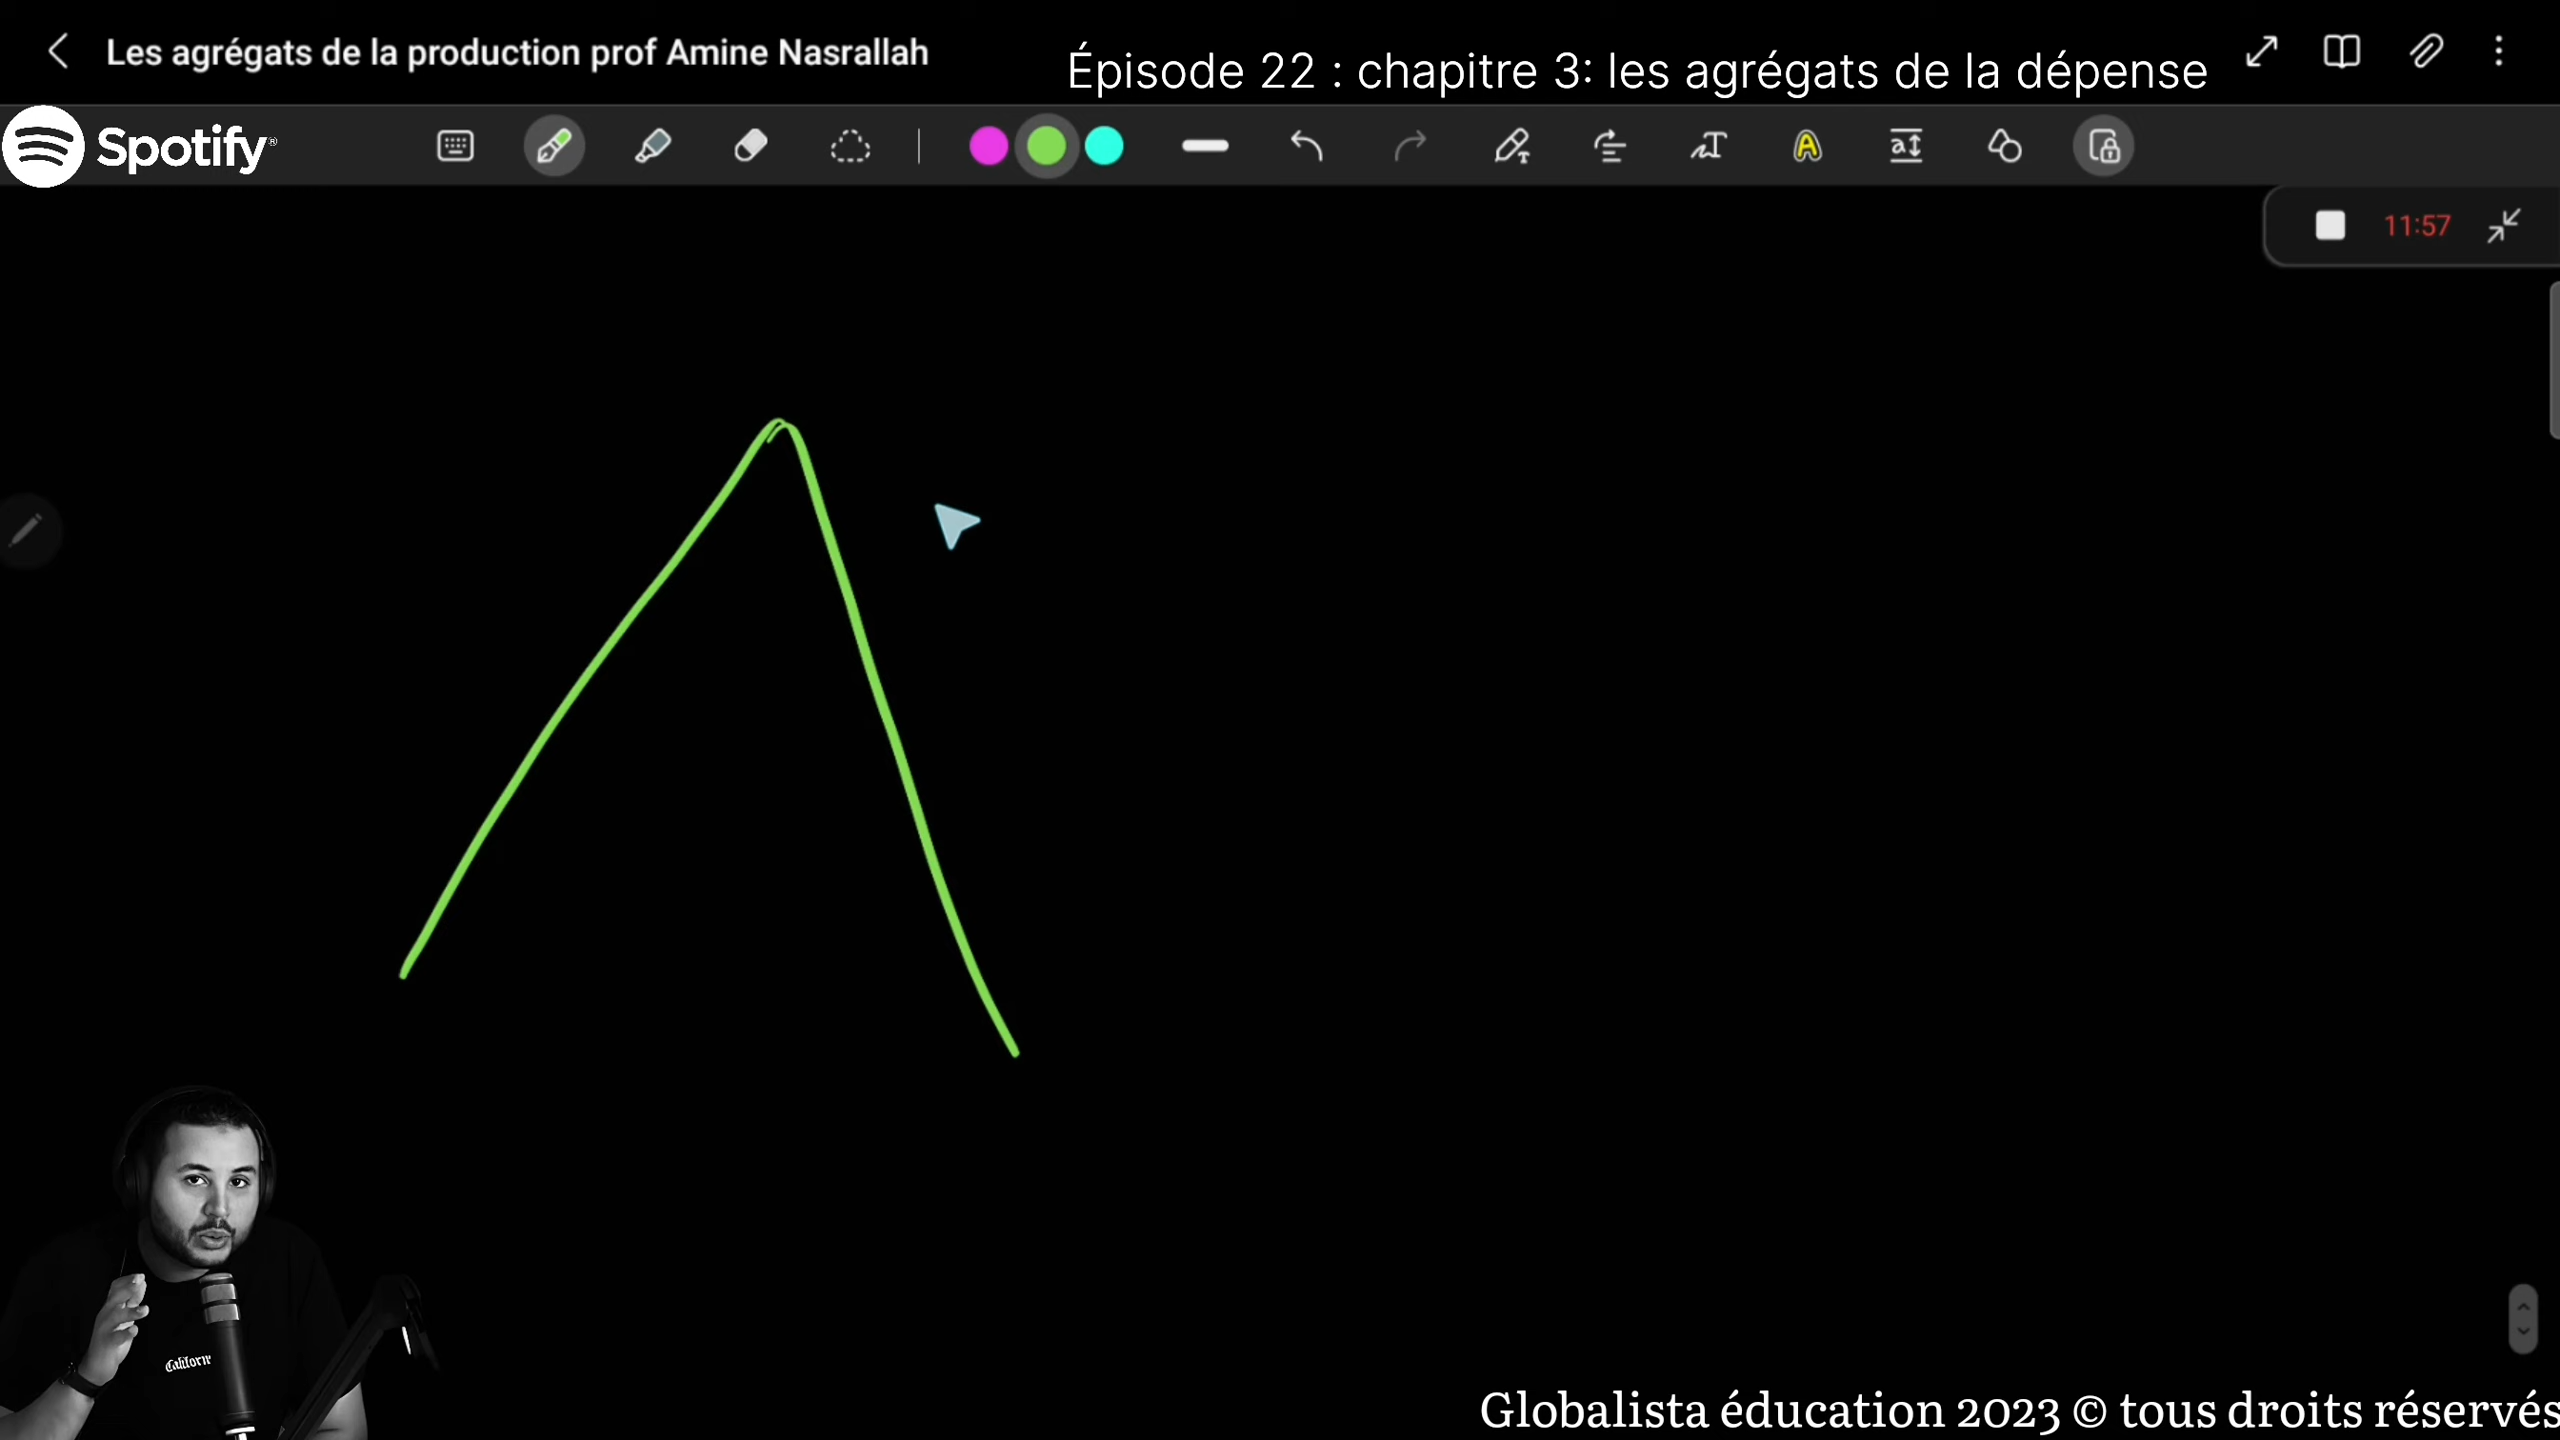 Les agrégats de la production prof Amine Nasrallah
Épisode 22 : chapitre 3: les agrégats de la dépense
Spotify®
11:57
Globalista éducation 2023 © tous droits réservés